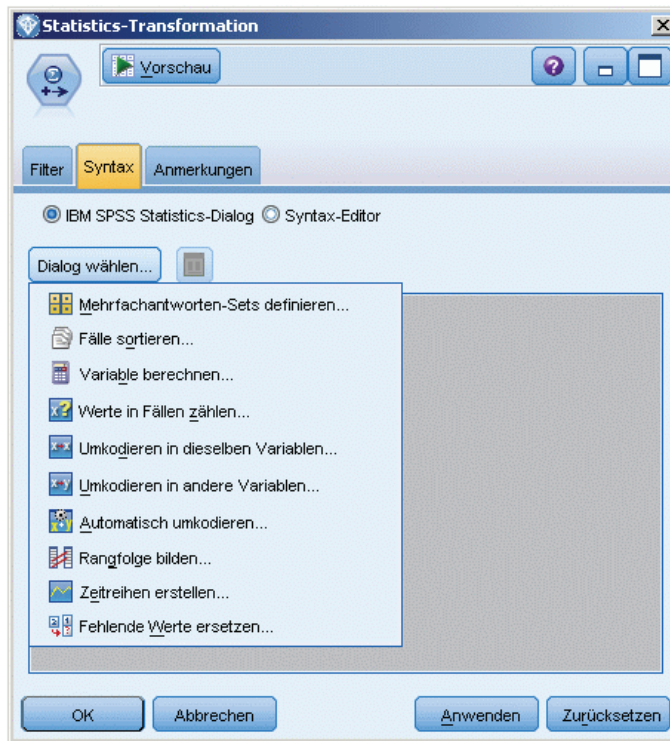 Statistics-Transformation
Vorschau
Filter Syntax Anmerkungen
IBM SPSS Statistics-Dialog Syntax-Editor
Dialog wählen...
Mehrfachantworten-Sets definieren...
Fälle sortieren...
Variable berechnen...
Werte in Fällen zählen...
Umkodieren in dieselben Variablen...
Umkodieren in andere Variablen...
Automatisch umkodieren...
Rangfolge bilden...
Zeitreihen erstellen...
Fehlende Werte ersetzen...
OK Abbrechen Anwenden Zurücksetzen